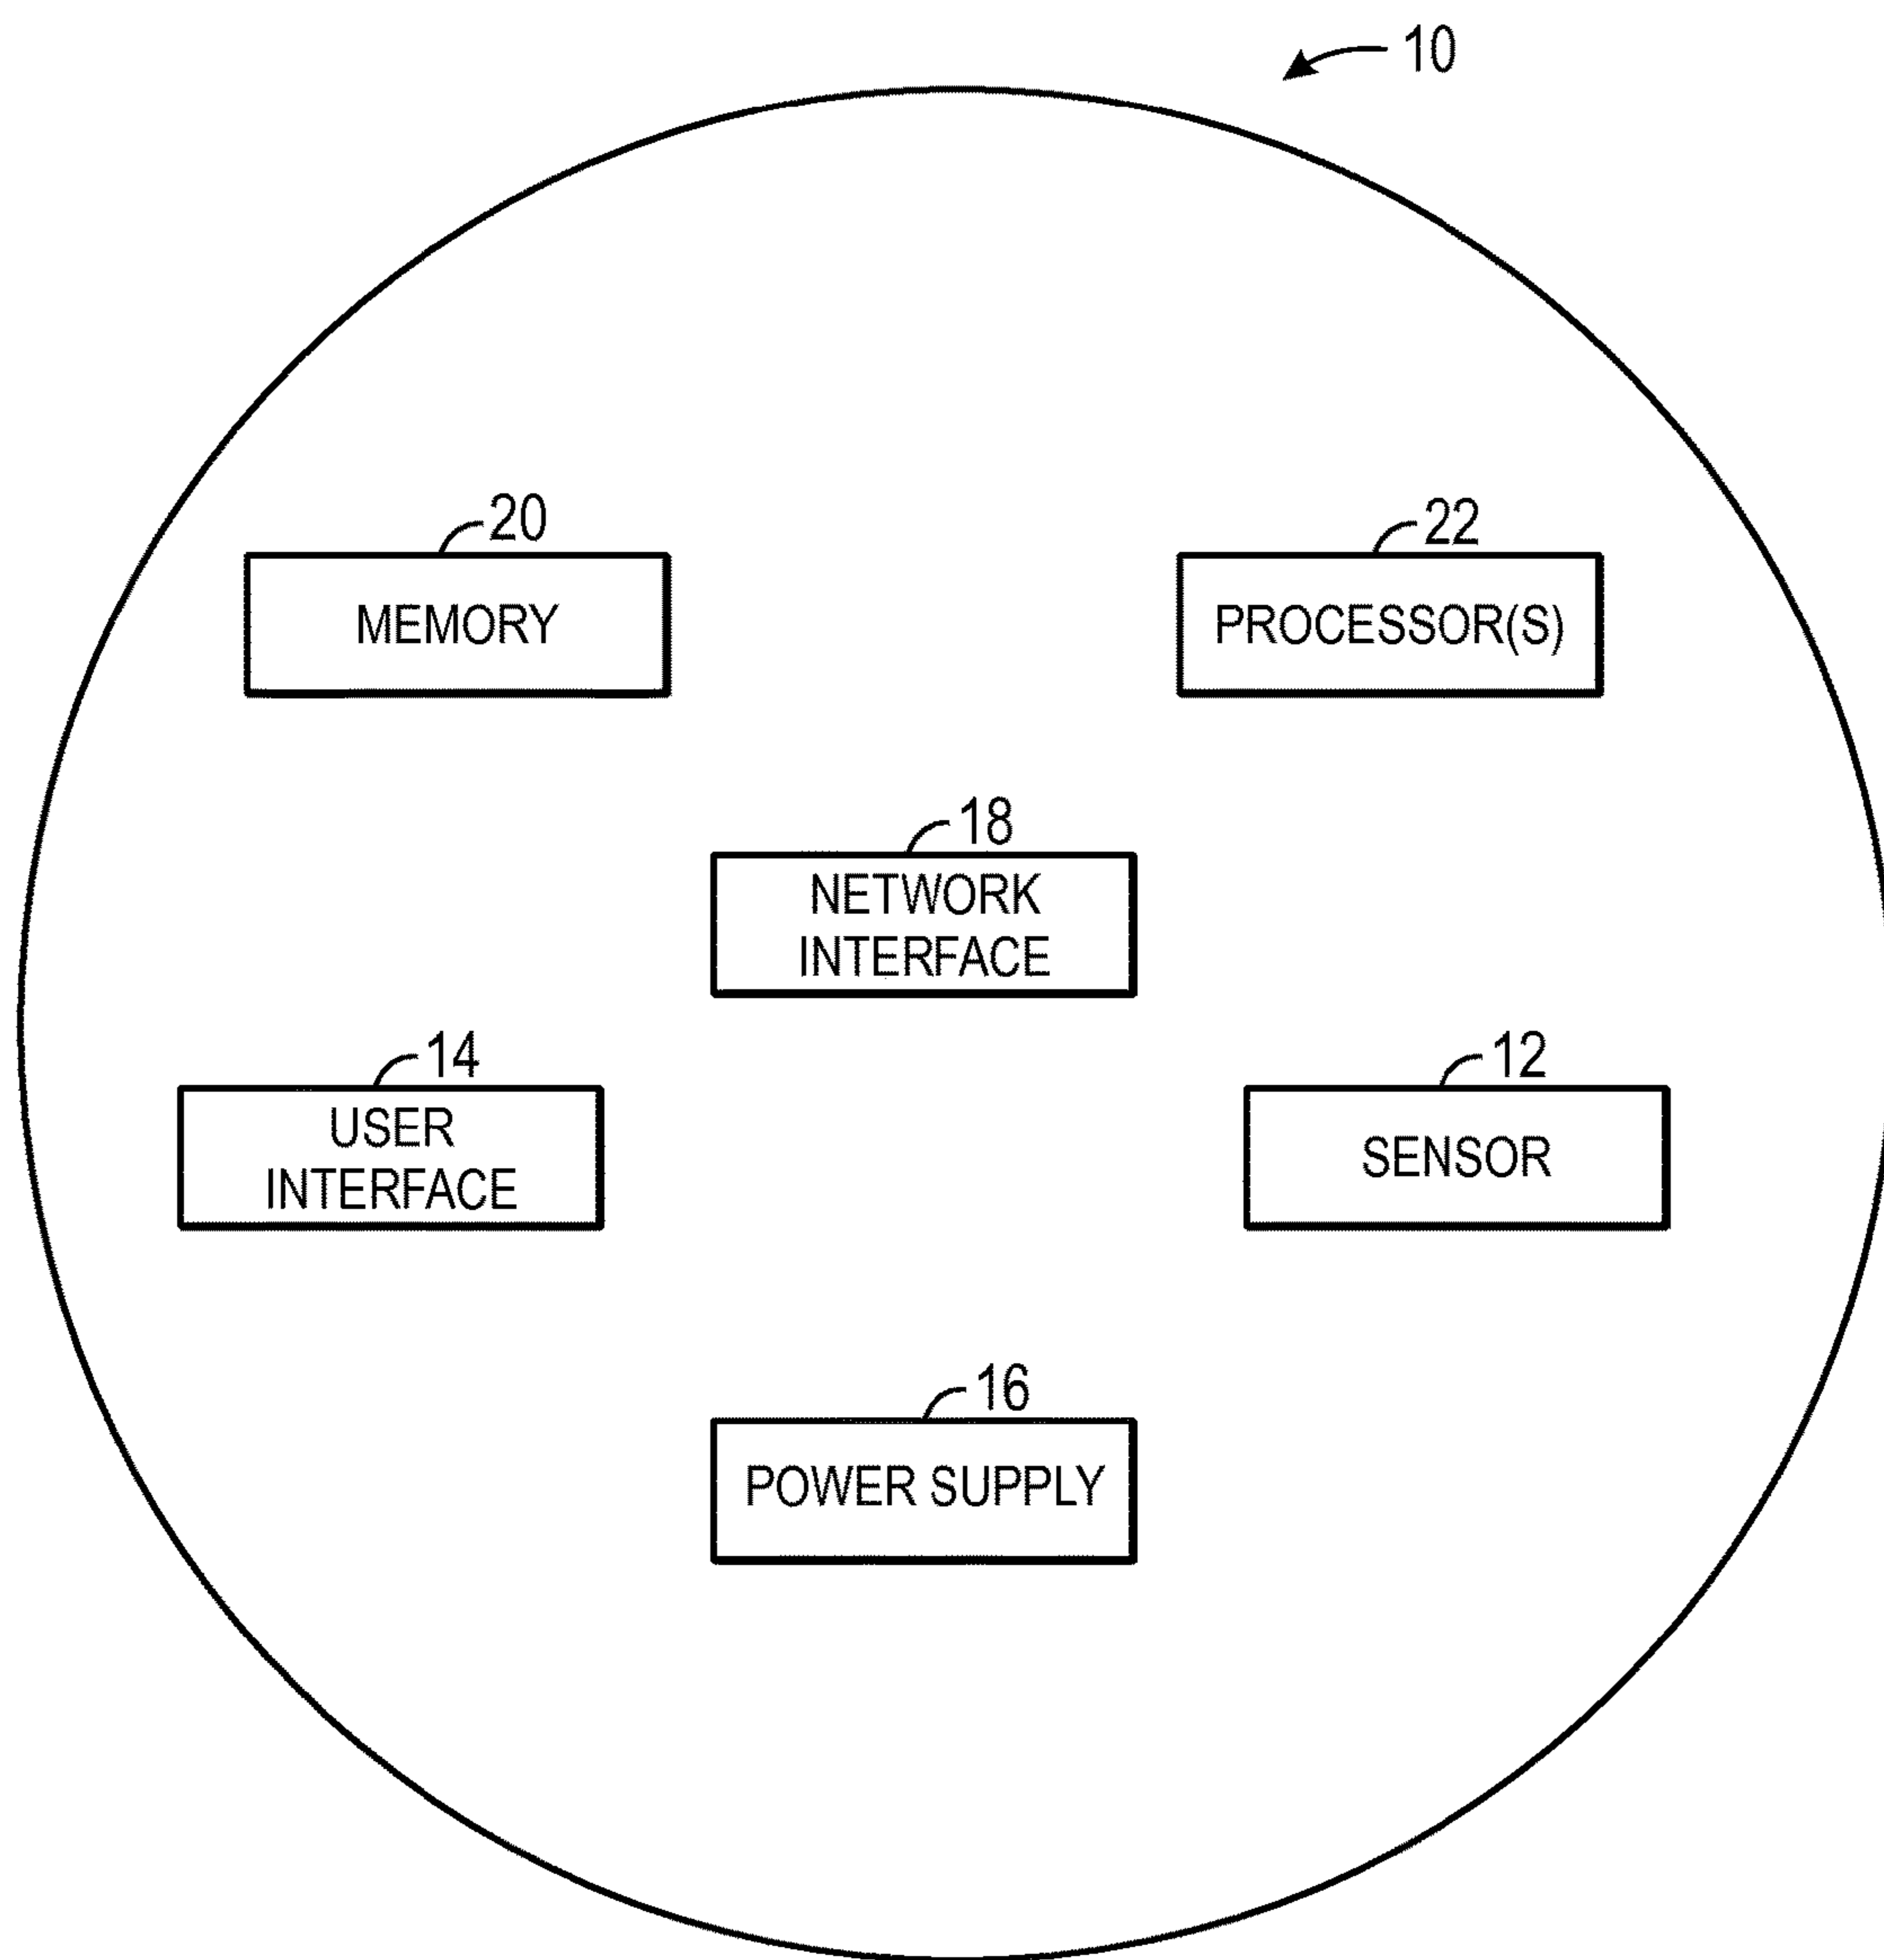 10
20
MEMORY
22
PROCESSOR(S)
18
NETWORK
INTERFACE
14
USER
INTERFACE
12
SENSOR
16
POWER SUPPLY